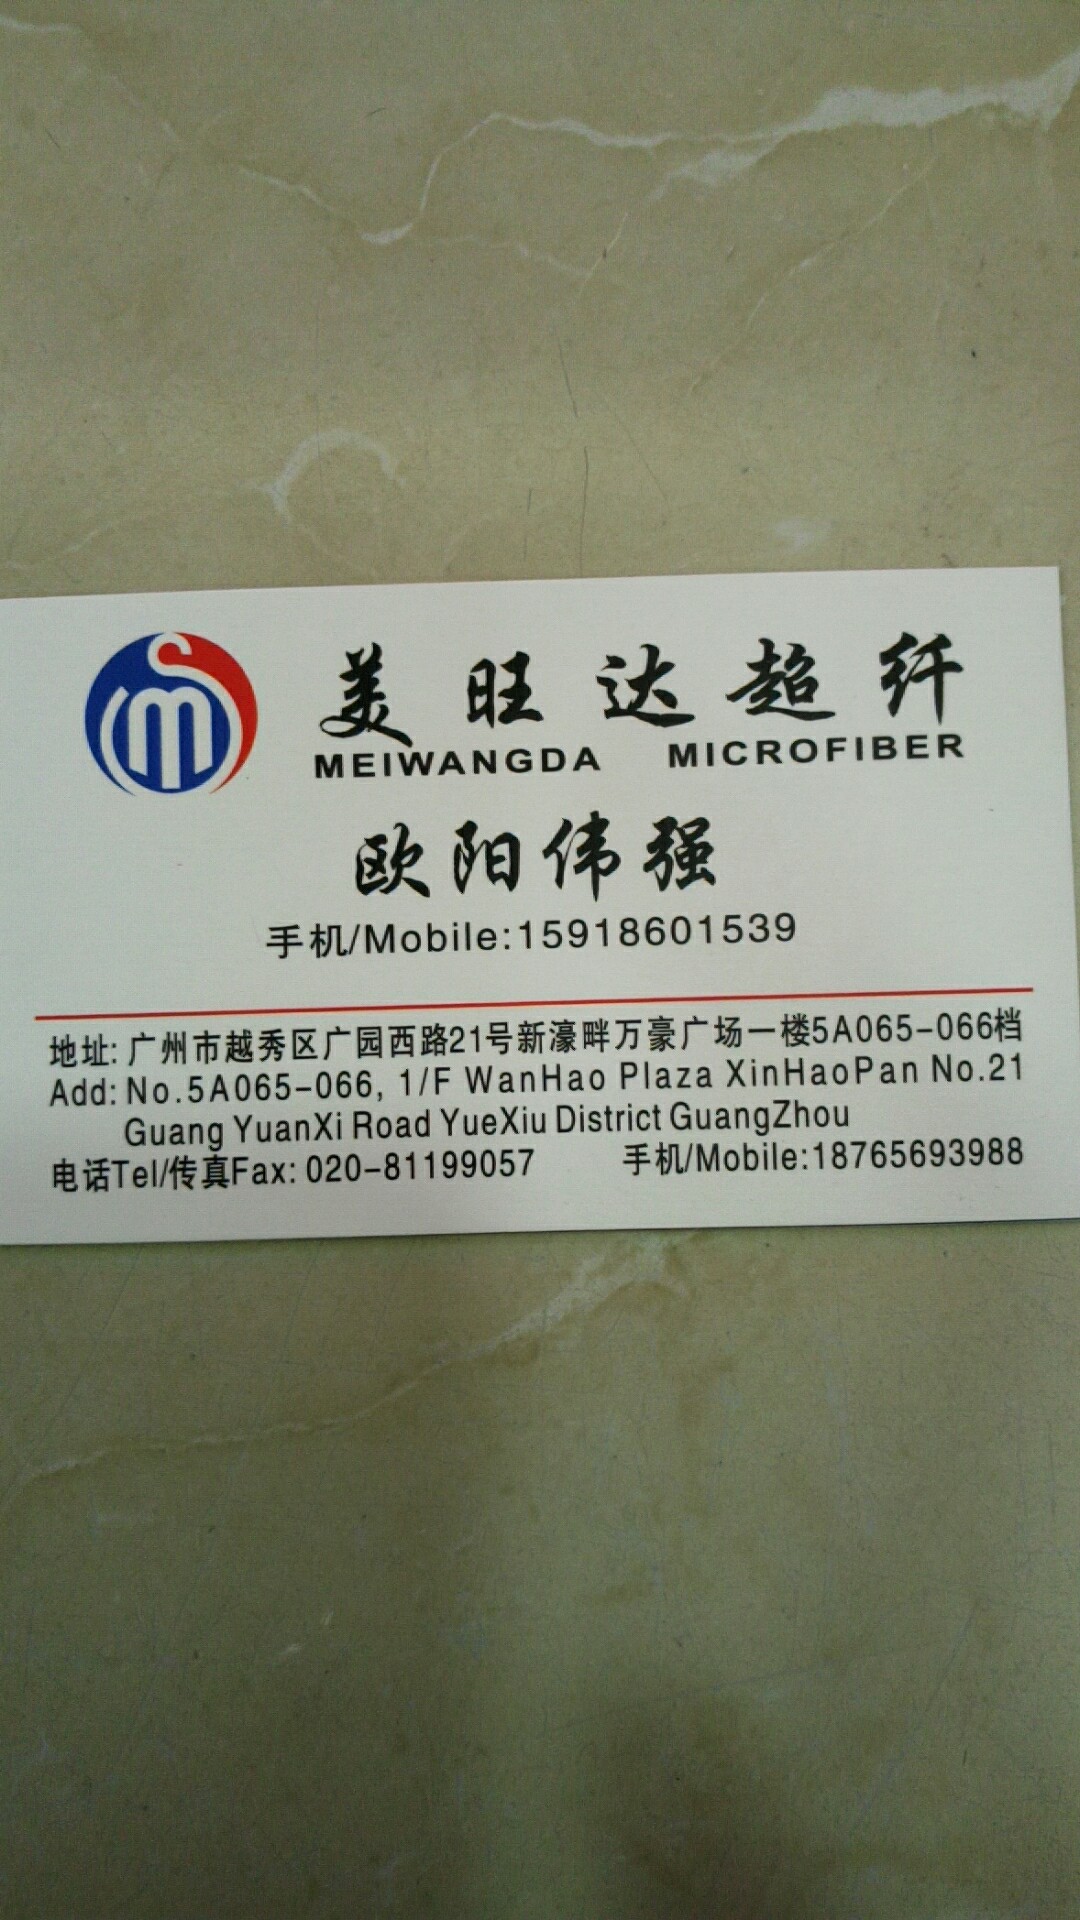 美旺达超纤
MEIWANGDA MICROFIBER
欧阳伟强
手机/Mobile:15918601539
地址: 广州市越秀区广园西路21号新濠畔万豪广场一楼5A065-066档
Add: No.5A065-066, 1/F WanHao Plaza XinHaoPan No.21
Guang YuanXi Road YueXiu District GuangZhou
电话Tel/传真Fax: 020-81199057 手机/Mobile:18765693988